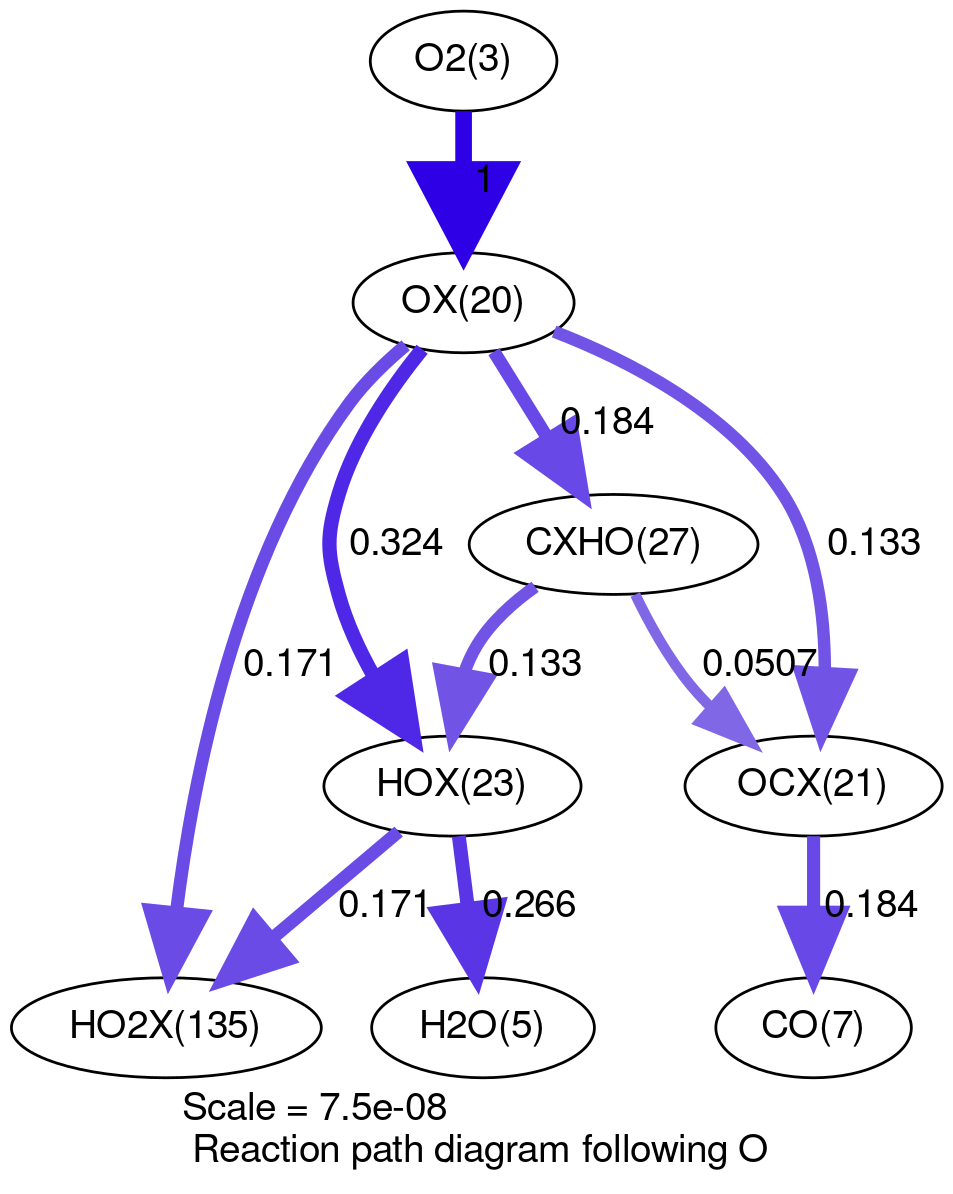 O2(3)
1
OX(20)
0.184
0.324
CXHO(27)
0.133
0.171
0.133
0.0507
HOX(23)
OCX(21)
0.171
0.266
0.184
HO2X(135)
H2O(5)
CO(7)
Scale = 7.5e-08
Reaction path diagram following O